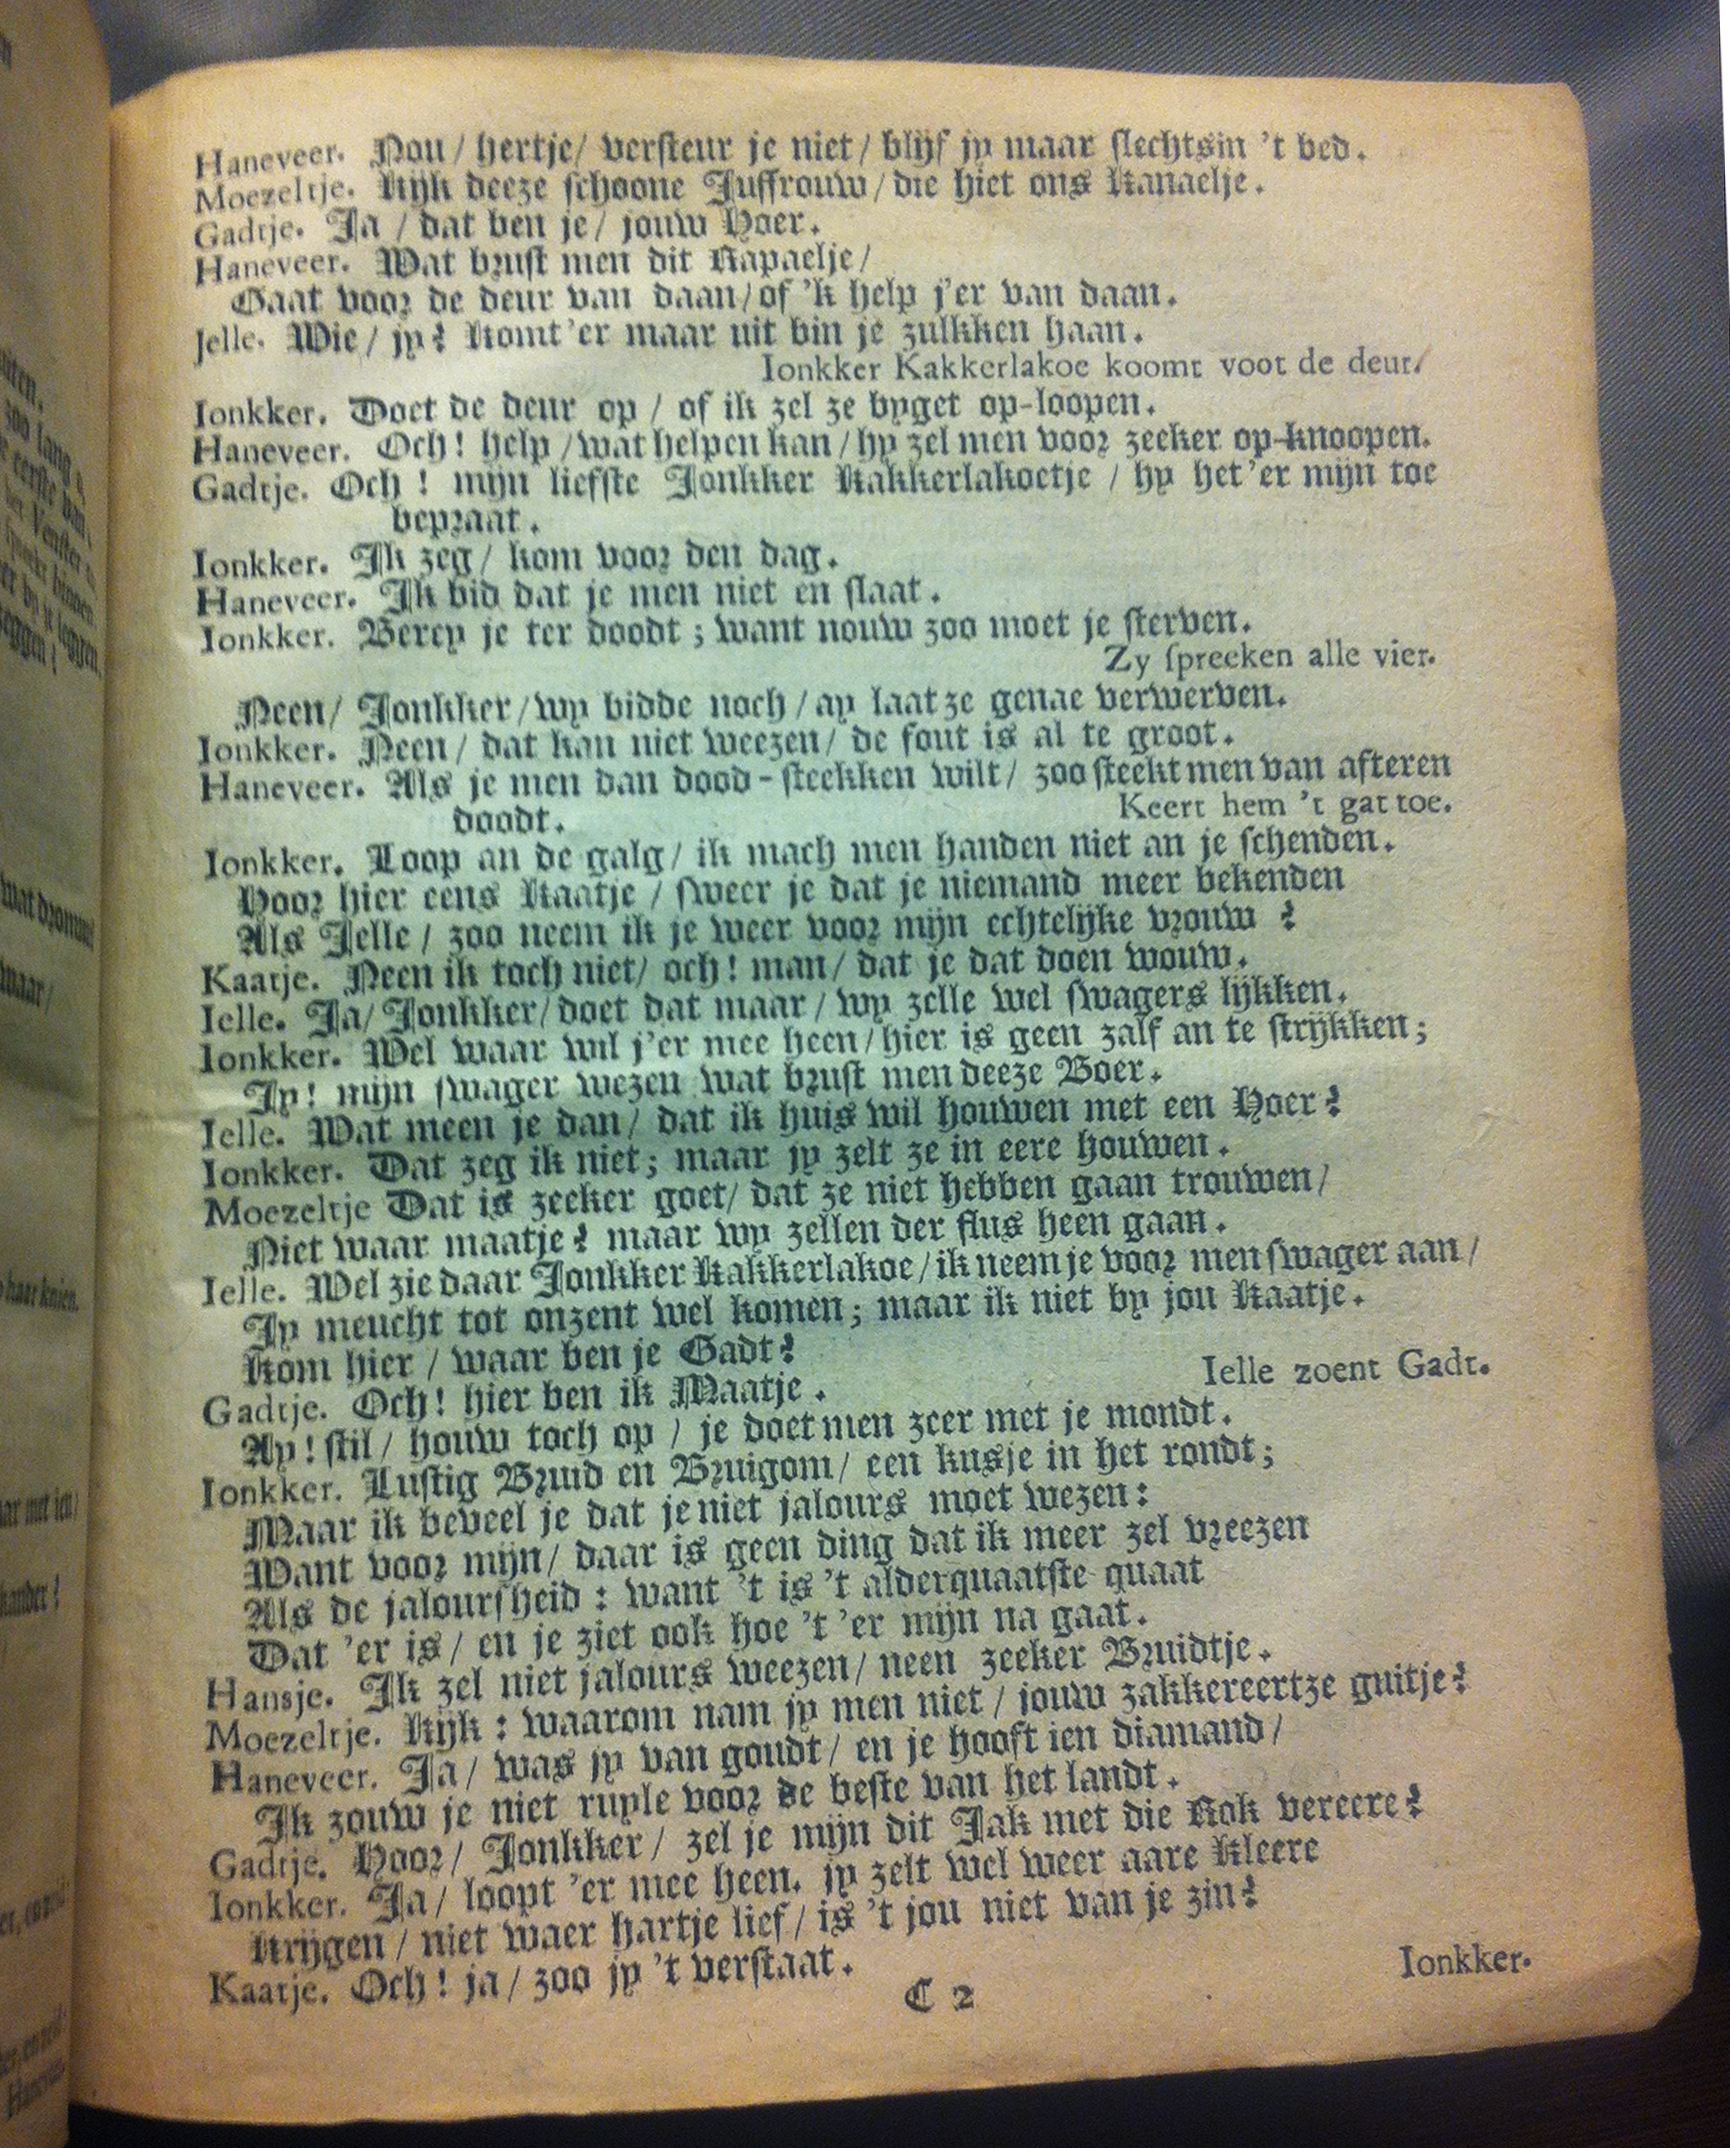 Haneveer. Nou / hertje / versteur je niet / blijf jy maar slechtsin 't bed.
Moezeltje. Kijk deeze schoone Juffrouw / die hiet ons Kanaelje.
Gadtje. Ja / dat ben je / jouw Hoer.
Haneveer. Wat brust men dit Rapaelje /
Gaat voor de deur van daan / of 'k help j'er van daan.
Jelle. Wie / jy? Komt 'er maar uit bin je zulkken haan.
Ionkker Kakkerlakoe koomt voot de deur.
Ionkker. Doet de deur op / of ik zel ze byget op-loopen.
Haneveer. Och! help / wat helpen kan / hy zel men voor zeeker op-knoopen.
Gadtje. Och! mijn liefste Jonkker Kakkerlakoetje / hy het 'er mijn toe
bepraat.
Ionkker. Ik zeg / kom voor den dag.
Haneveer. Ik bid dat je men niet en slaat.
Ionkker. Berey je ter doodt; want nouw zoo moet je sterven.
Zy spreeken alle vier.
Neen / Jonkker / wy bidde noch / ay laat ze genae verwerven.
Ionkker. Neen / dat kan niet weezen / de fout is al te groot.
Haneveer. Als je men dan dood-steekken wilt / zoo steekt men van afteren
doodt. Keert hem 't gat toe.
Ionkker. Loop an de galg / ik mach men handen niet an je schenden.
Hoor hier eens Kaatje / sweer je dat je niemand meer bekenden
Als Jelle / zoo neem ik je weer voor mijn echtelijke vrouw?
Kaatje. Neen ik toch niet / och! man / dat je dat doen wouw.
Ielle. Ja / Jonkker / doet dat maar / wy zelle wel swagers lijkken.
Ionkker. Wel waar wil j'er mee heen / hier is geen zalf an te strijkken;
Jy! mijn swager wezen wat brust men deeze Boer.
Ielle. Wat meen je dan / dat ik huis wil houwen met een Hoer?
Ionkker. Dat zeg ik niet; maar jy zelt ze in eere houwen.
Moezeltje Dat is zeeker goet / dat ze niet hebben gaan trouwen /
Niet waar maatje? maar wy zellen der flus heen gaan.
Ielle. Wel zie daar Jonkker Kakkerlakoe / ik neem je voor men swager aan /
Jy meucht tot onzent wel komen; maar ik niet by jou Kaatje.
Kom hier / waar ben je Gadt?
Ielle zoent Gadt.
Gadtje. Och! hier ben ik Maatje.
Ay! stil / houw toch op / je doet men zeer met je mondt.
Ionkker. Lustig Bruid en Bruigom / een kusje in het rondt;
Maar ik beveel je dat je niet jalours moet wezen:
Want voor mijn / daar is geen ding dat ik meer zel vreezen
Als de jaloursheid: want 't is 't alderquaatste quaat
Dat 'er is / en je ziet ook hoe 't 'er mijn na gaat.
Hansje. Ik zel niet jalours weezen / neen zeeker Bruidtje.
Moezeltje. Kijk: waarom nam jy men niet / jouw zakkereertze guitje?
Haneveer. Ja / was jy van goudt / en je hooft ien diamand /
Ik zouw je niet ruyle voor de beste van het landt.
Gadtje. Hoor / Jonkker / zel je mijn dit Jak met die Rok vereere?
Ionkker. Ja / loopt 'er mee heen. jy zelt wel weer aare Kleere
Krijgen / niet waer hartje lief / is 't jou niet van je zin?
Kaatje. Och! ja / zoo jy 't verstaat.
C 2
Ionkker.